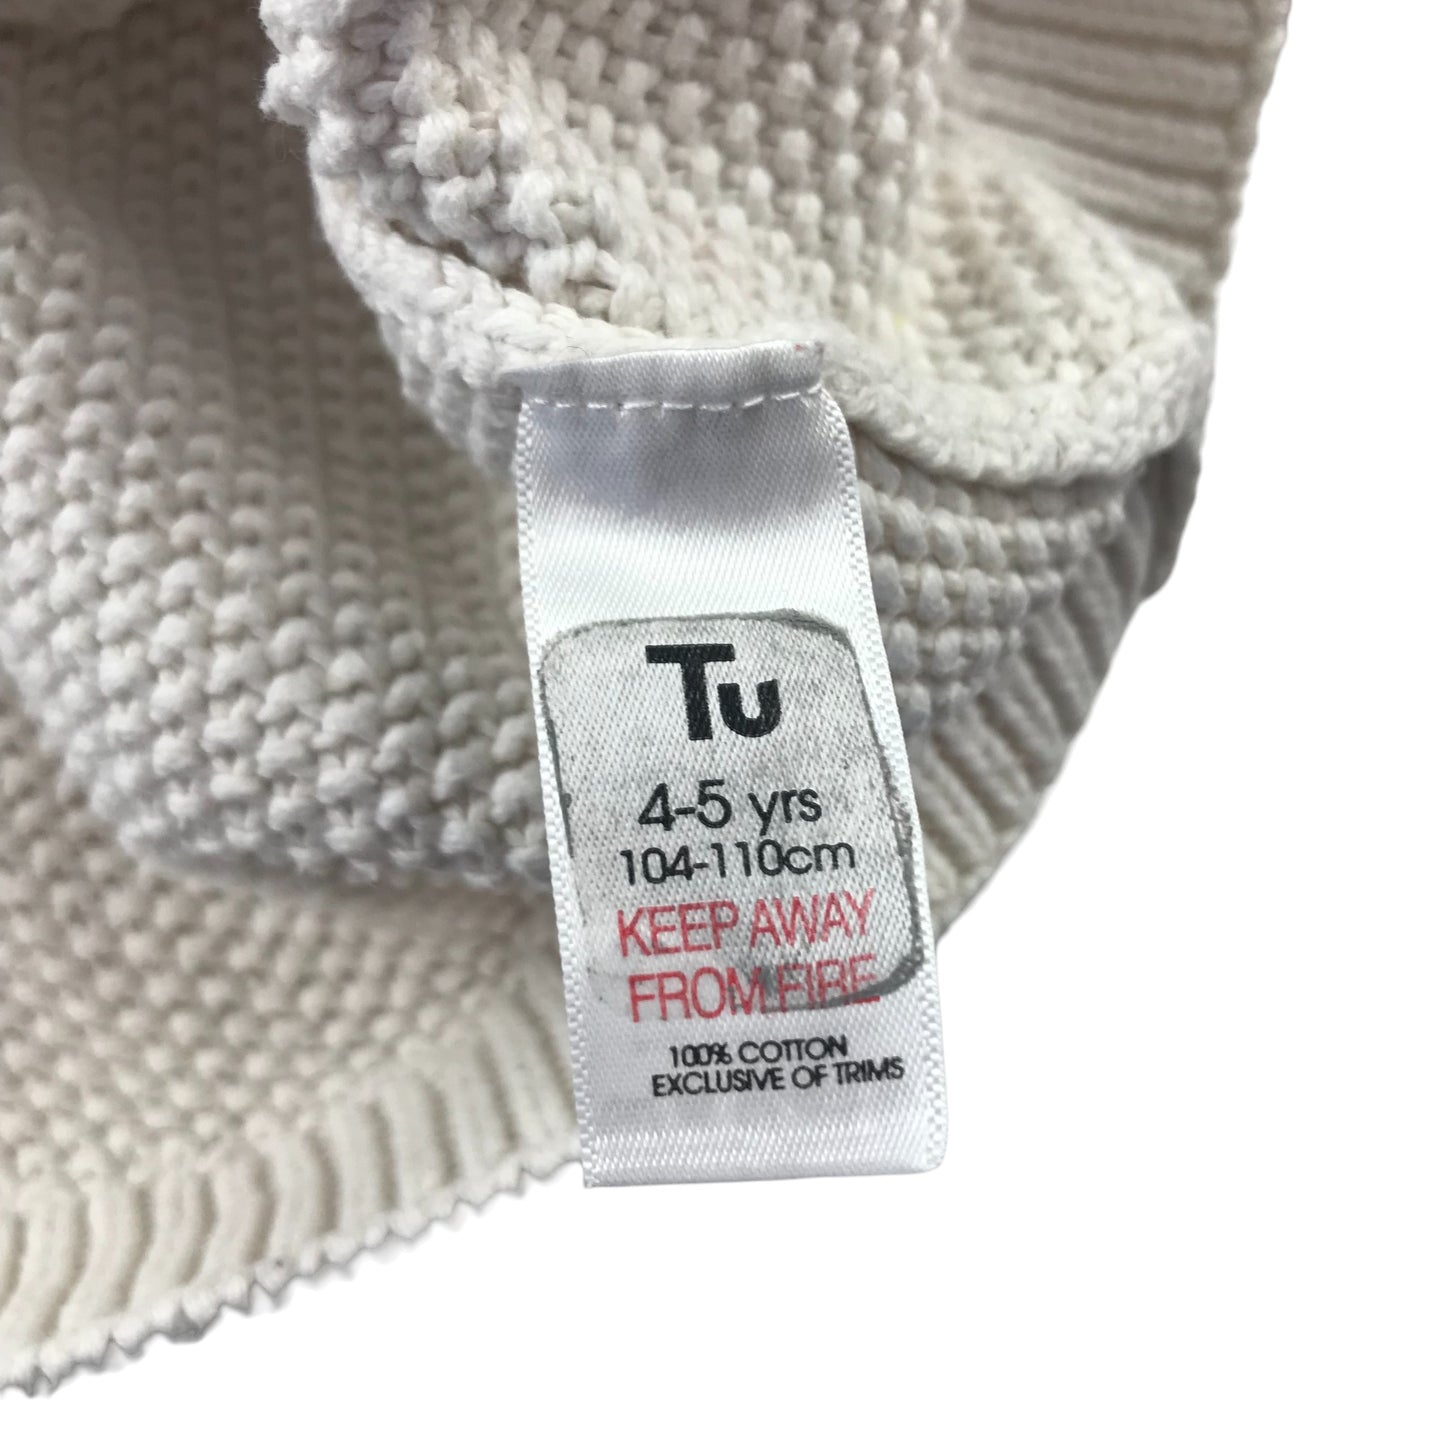 Tu
4-5 yrs
104-110cm
KEEP AWAY
FROM FIRE
100% COTTON
EXCLUSIVE OF TRIMS